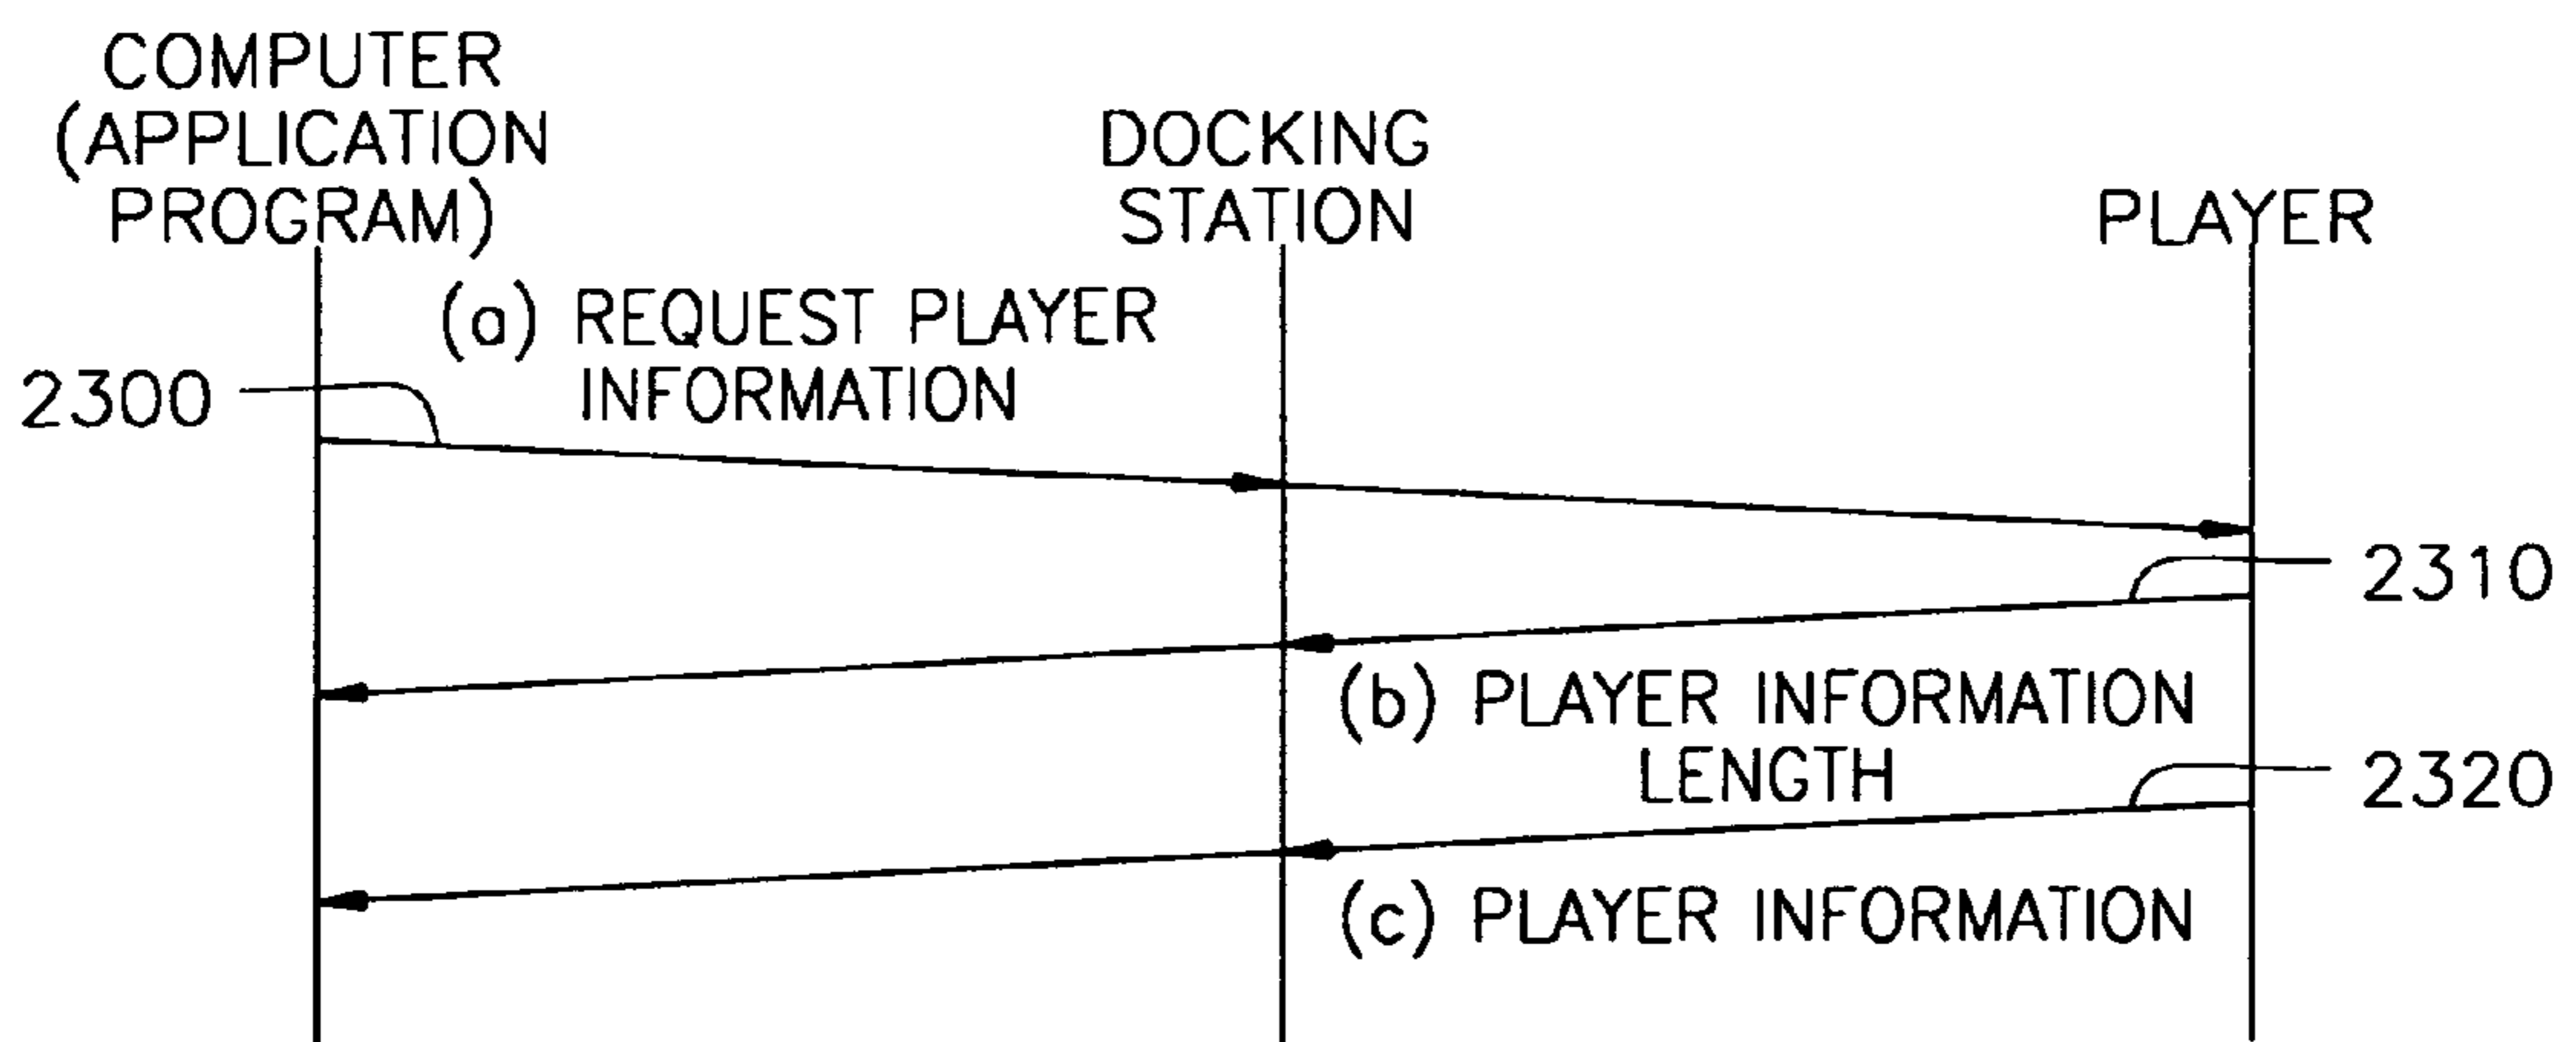 COMPUTER
(APPLICATION
PROGRAM)
DOCKING
STATION
PLAYER
(a) REQUEST PLAYER
INFORMATION
2300
2310
(b) PLAYER INFORMATION
LENGTH
2320
(c) PLAYER INFORMATION